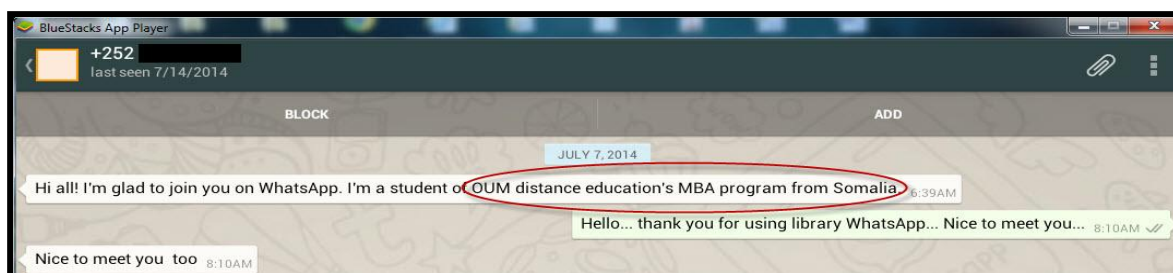 BlueStacks App Player
+252
last seen 7/14/2014
BLOCK ADD
JULY 7, 2014
Hi all! I'm glad to join you on WhatsApp. I'm a student of OUM distance education's MBA program from Somalia. 6:39AM
Hello... thank you for using library WhatsApp... Nice to meet you... 8:10AM
Nice to meet you too 8:10AM